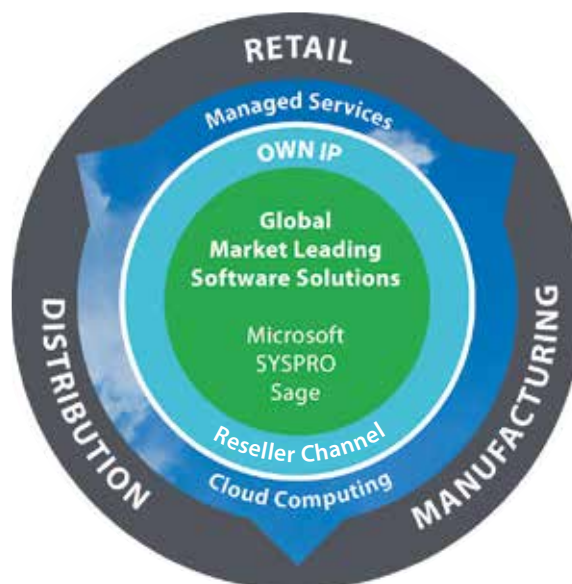 RETAIL
Managed Services
OWN IP
Global
Market Leading
Software Solutions
Microsoft
SYSPRO
Sage
Reseller Channel
Cloud Computing
DISTRIBUTION
MANUFACTURING